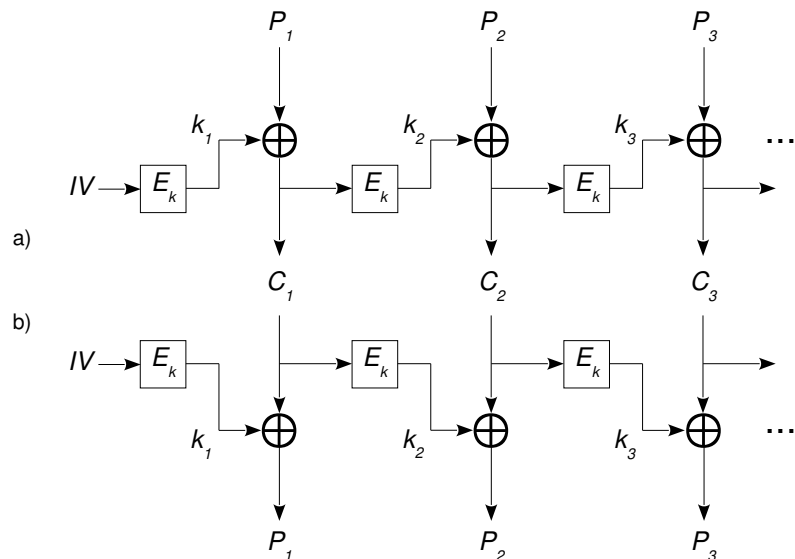 P1 P2 P3
k1 k2 k3 ...
IV Ek Ek Ek
a)
C1 C2 C3
b)
IV Ek Ek Ek
k1 k2 k3 ...
P1 P2 P3